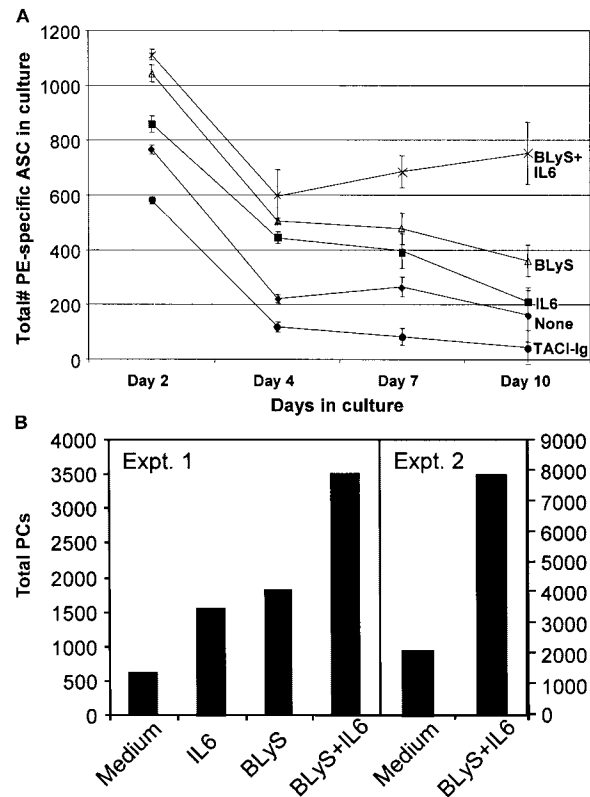 A
Total# PE-specific ASC in culture
1200
1000
800
600
400
200
0
BLyS+
IL6
BLyS
IL6
None
TACI-Ig
Day 2 Day 4 Day 7 Day 10
Days in culture
B
Total PCs
4000
3500
3000
2500
2000
1500
1000
500
0
Expt. 1
Expt. 2
9000
8000
7000
6000
5000
4000
3000
2000
1000
0
Medium IL6 BLyS BLyS+IL6 Medium BLyS+IL6